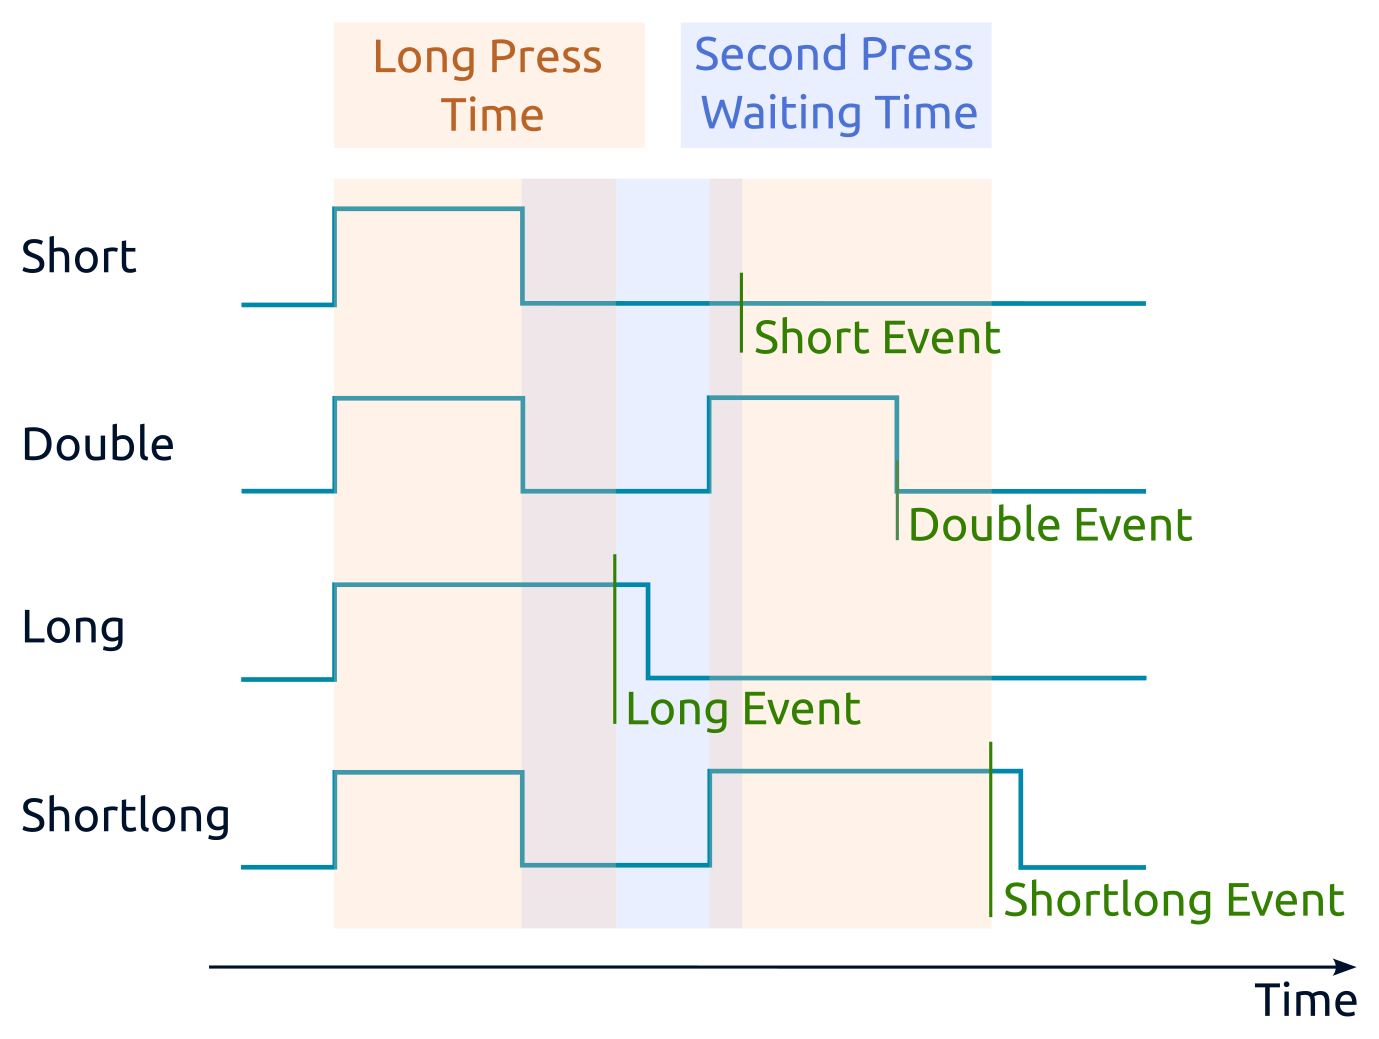 Long Press
Time
Second Press
Waiting Time
Short
Short Event
Double
Double Event
Long
Long Event
Shortlong
Shortlong Event
Time